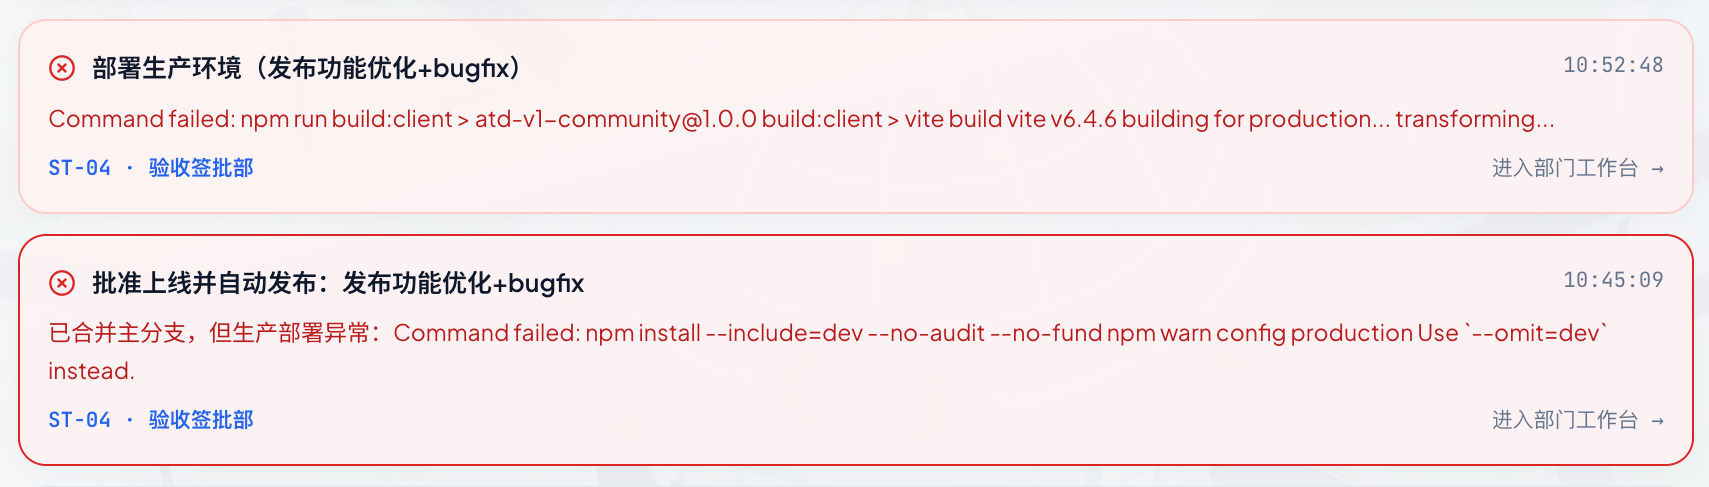 部署生产环境（发布功能优化+bugfix）
10:52:48
Command failed: npm run build:client > atd-v1-community@1.0.0 build:client > vite build vite v6.4.6 building for production... transforming...
ST-04 · 验收签批部
进入部门工作台 →
批准上线并自动发布：发布功能优化+bugfix
10:45:09
已合并主分支，但生产部署异常：Command failed: npm install --include=dev --no-audit --no-fund npm warn config production Use `--omit=dev`
instead.
ST-04 · 验收签批部
进入部门工作台 →